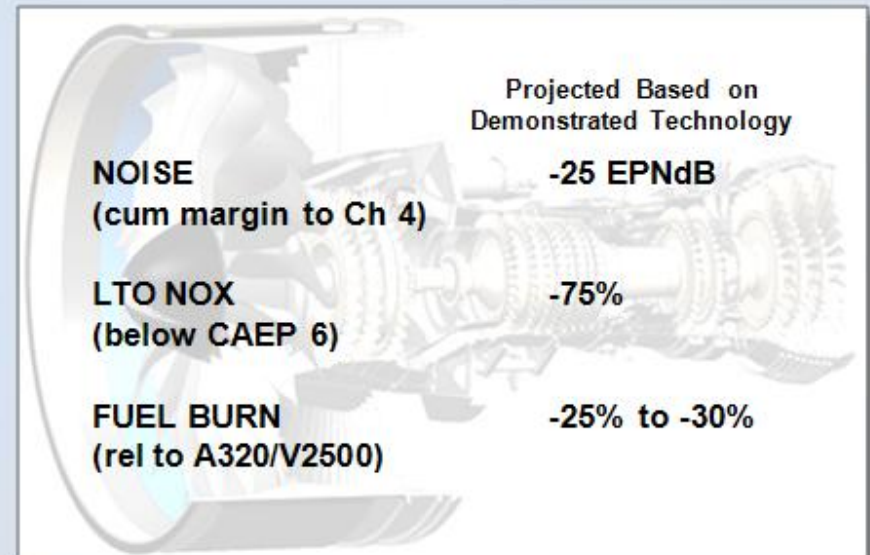 Projected Based on
Demonstrated Technology
NOISE -25 EPNdB
(cum margin to Ch 4)
LTO NOX -75%
(below CAEP 6)
FUEL BURN -25% to -30%
(rel to A320/V2500)